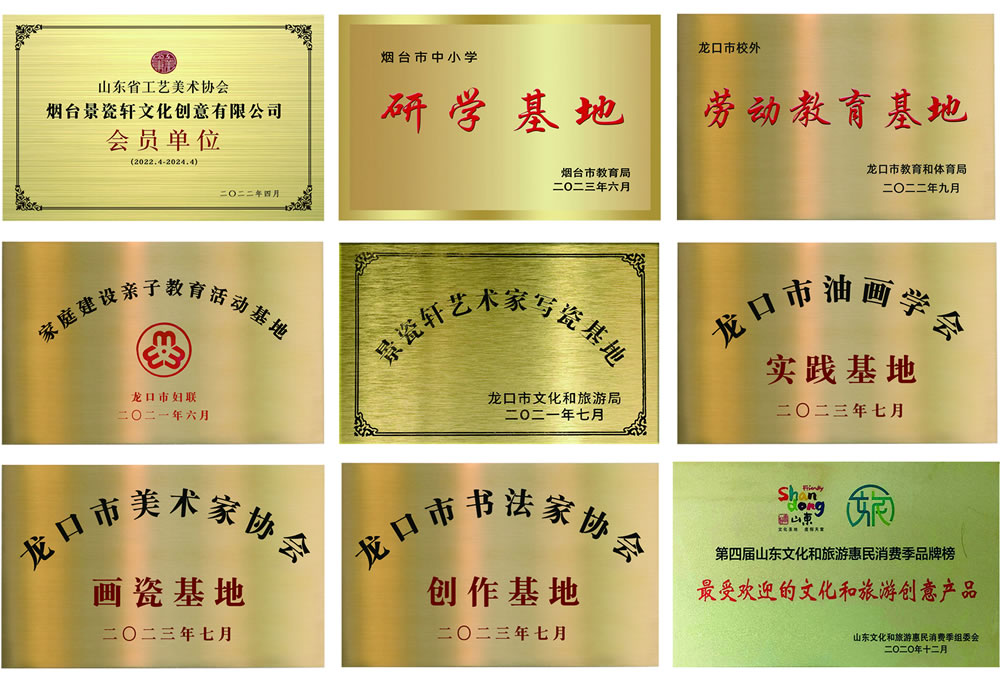 山东省工艺美术协会
烟台景瓷轩文化创意有限公司
会员单位
(2022.4-2024.4)
二〇二二年四月
烟台市中小学
研学基地
烟台市教育局
二〇二三年六月
龙口市校外
劳动教育基地
龙口市教育和体育局
二〇二二年九月
家庭建设亲子教育活动基地
龙口市妇联
二〇二一年六月
景瓷轩艺术家写瓷基地
龙口市文化和旅游局
二〇二一年七月
龙口市油画学会
实践基地
二〇二三年七月
龙口市美术家协会
画瓷基地
二〇二三年七月
龙口市书法家协会
创作基地
二〇二三年七月
Friendly
Shandong
山東
第四届山东文化和旅游惠民消费季品牌榜
最受欢迎的文化和旅游创意产品
山东文化和旅游惠民消费季组委会
二〇二〇年十二月